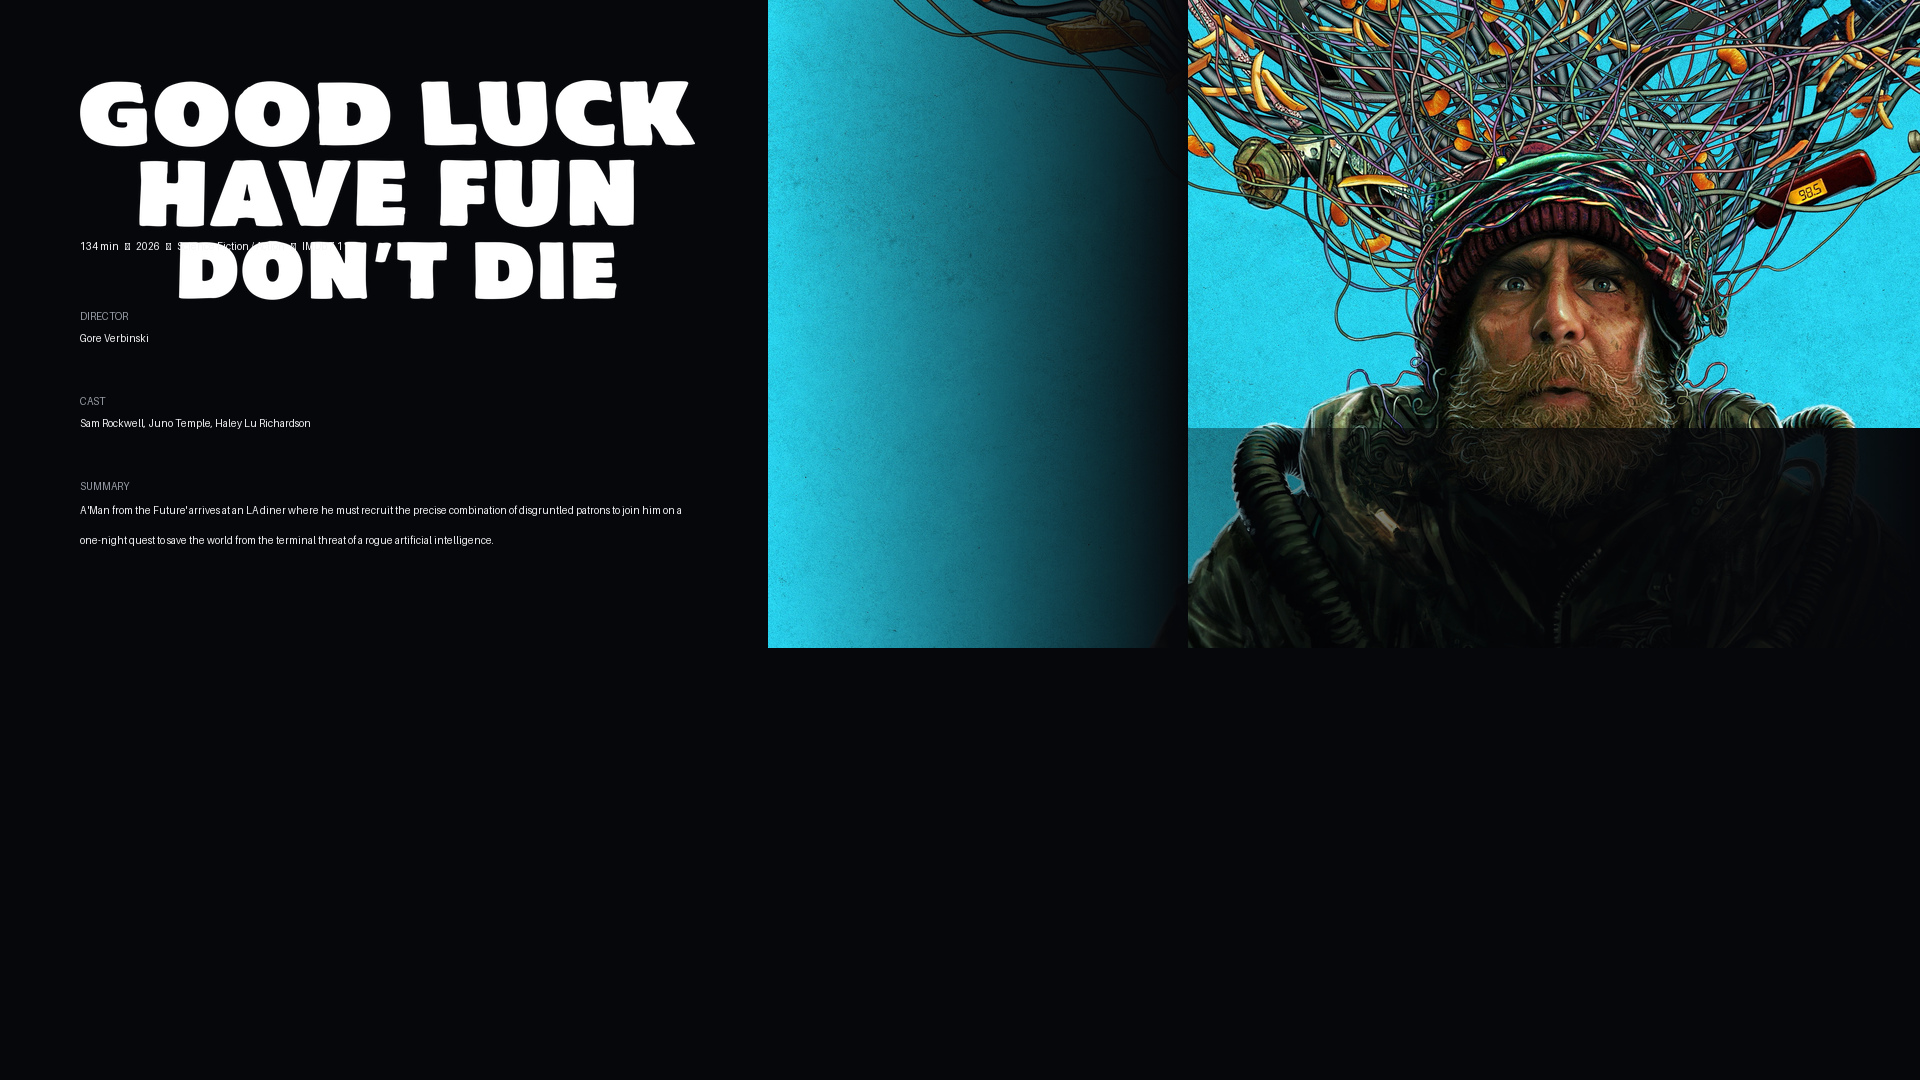 GOOD LUCK
HAVE FUN
DON'T DIE
134 min 2026 Fiction
DIRECTOR
Gore Verbinski
CAST
Sam Rockwell, Juno Temple, Haley Lu Richardson
SUMMARY
A 'Man from the Future' arrives at an LA diner where he must recruit the precise combination of disgruntled patrons to join him on a
one-night quest to save the world from the terminal threat of a rogue artificial intelligence.
98.5